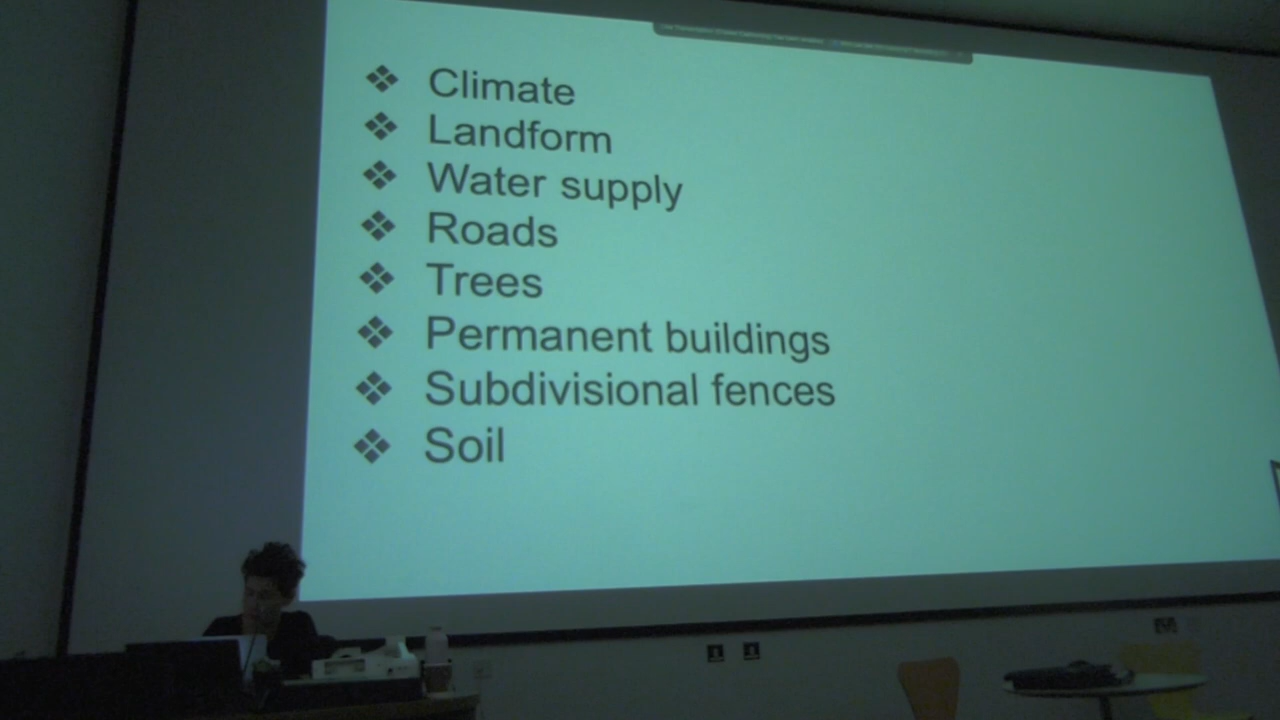 Climate
Landform
Water supply
Roads
Trees
Permanent buildings
Subdivisional fences
Soil